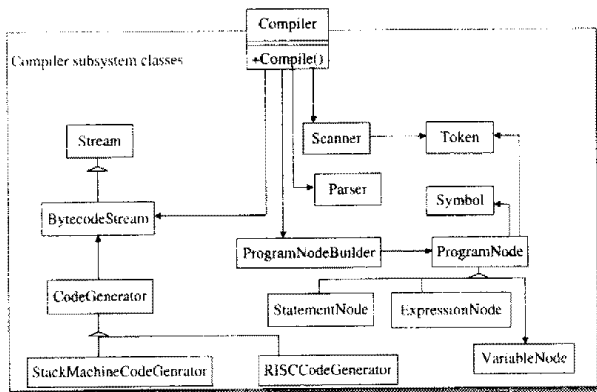 Compiler
+Compile()
Compiler subsystem classes
Scanner
Token
Stream
Parser
Symbol
BytecodeStream
ProgramNodeBuilder
ProgramNode
CodeGenerator
StatementNode
ExpressionNode
StackMachineCodeGenrator
RISCCodeGenerator
VariableNode